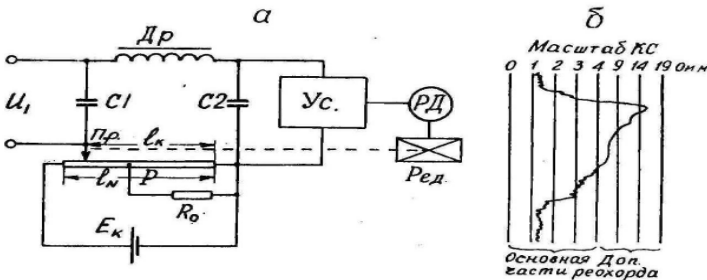 а
б
Др
Масштаб КС
0 1 2 3 4 9 14 19 Ом м
U₁
C1
C2
Ус.
РД
Пр.
lк
lN
P
Ред.
R₀
Eк
Основная Доп.
части реохорда